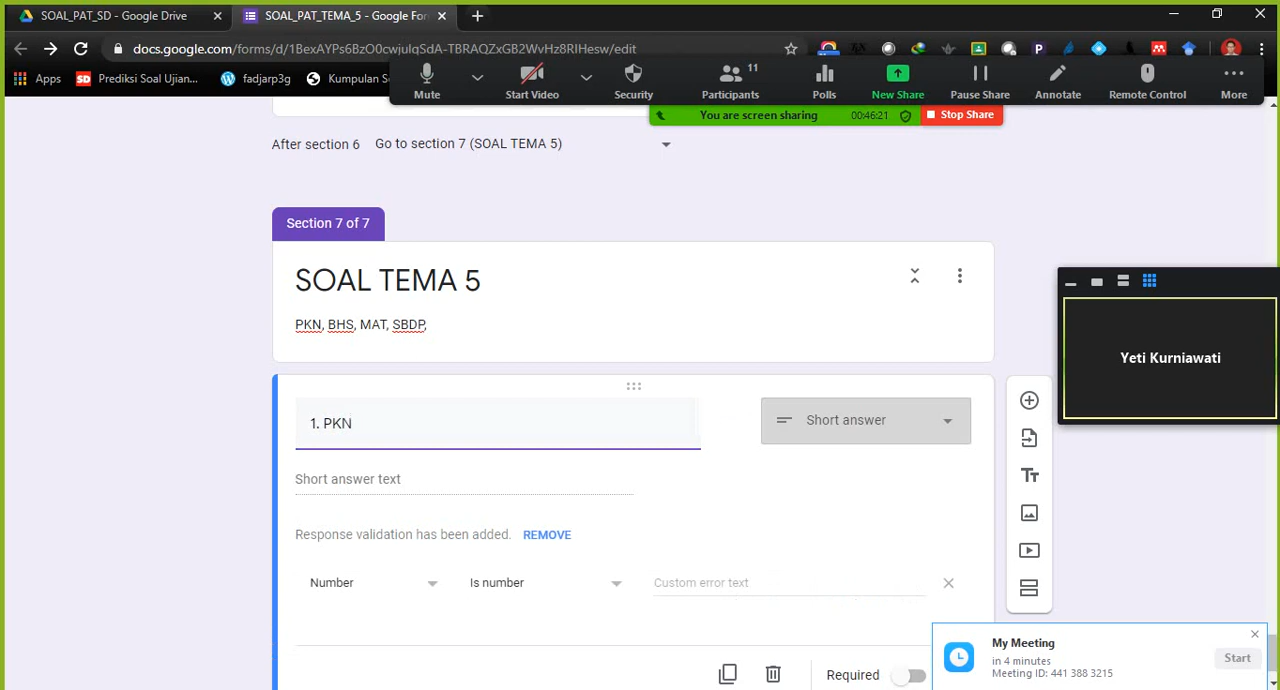 SOAL_PAT_SD - Google Drive
SOAL_PAT_TEMA_5 - Google For
docs.google.com/forms/d/1BexAYPs6BzO0cwjuIqSdA-TBRAQZxGB2WvHz8RIHesw/edit
Apps
SD Prediksi Soal Ujian...
fadjarp3g
Kumpulan S
Mute
Start Video
Security
Participants 11
Polls
New Share
Pause Share
Annotate
Remote Control
More
You are screen sharing
00:46:21
Stop Share
After section 6 Go to section 7 (SOAL TEMA 5)
Section 7 of 7
SOAL TEMA 5
PKN, BHS, MAT, SBDP,
Yeti Kurniawati
1. PKN
Short answer
Short answer text
Response validation has been added. REMOVE
Number
Is number
Custom error text
Required
My Meeting
in 4 minutes
Meeting ID: 441 388 3215
Start